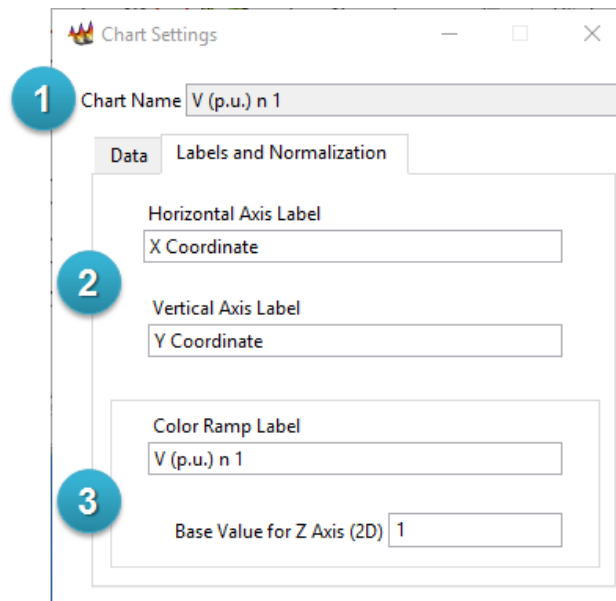 Chart Settings
1
Chart Name V (p.u.) n 1
Data Labels and Normalization
Horizontal Axis Label
X Coordinate
2
Vertical Axis Label
Y Coordinate
Color Ramp Label
V (p.u.) n 1
3
Base Value for Z Axis (2D) 1